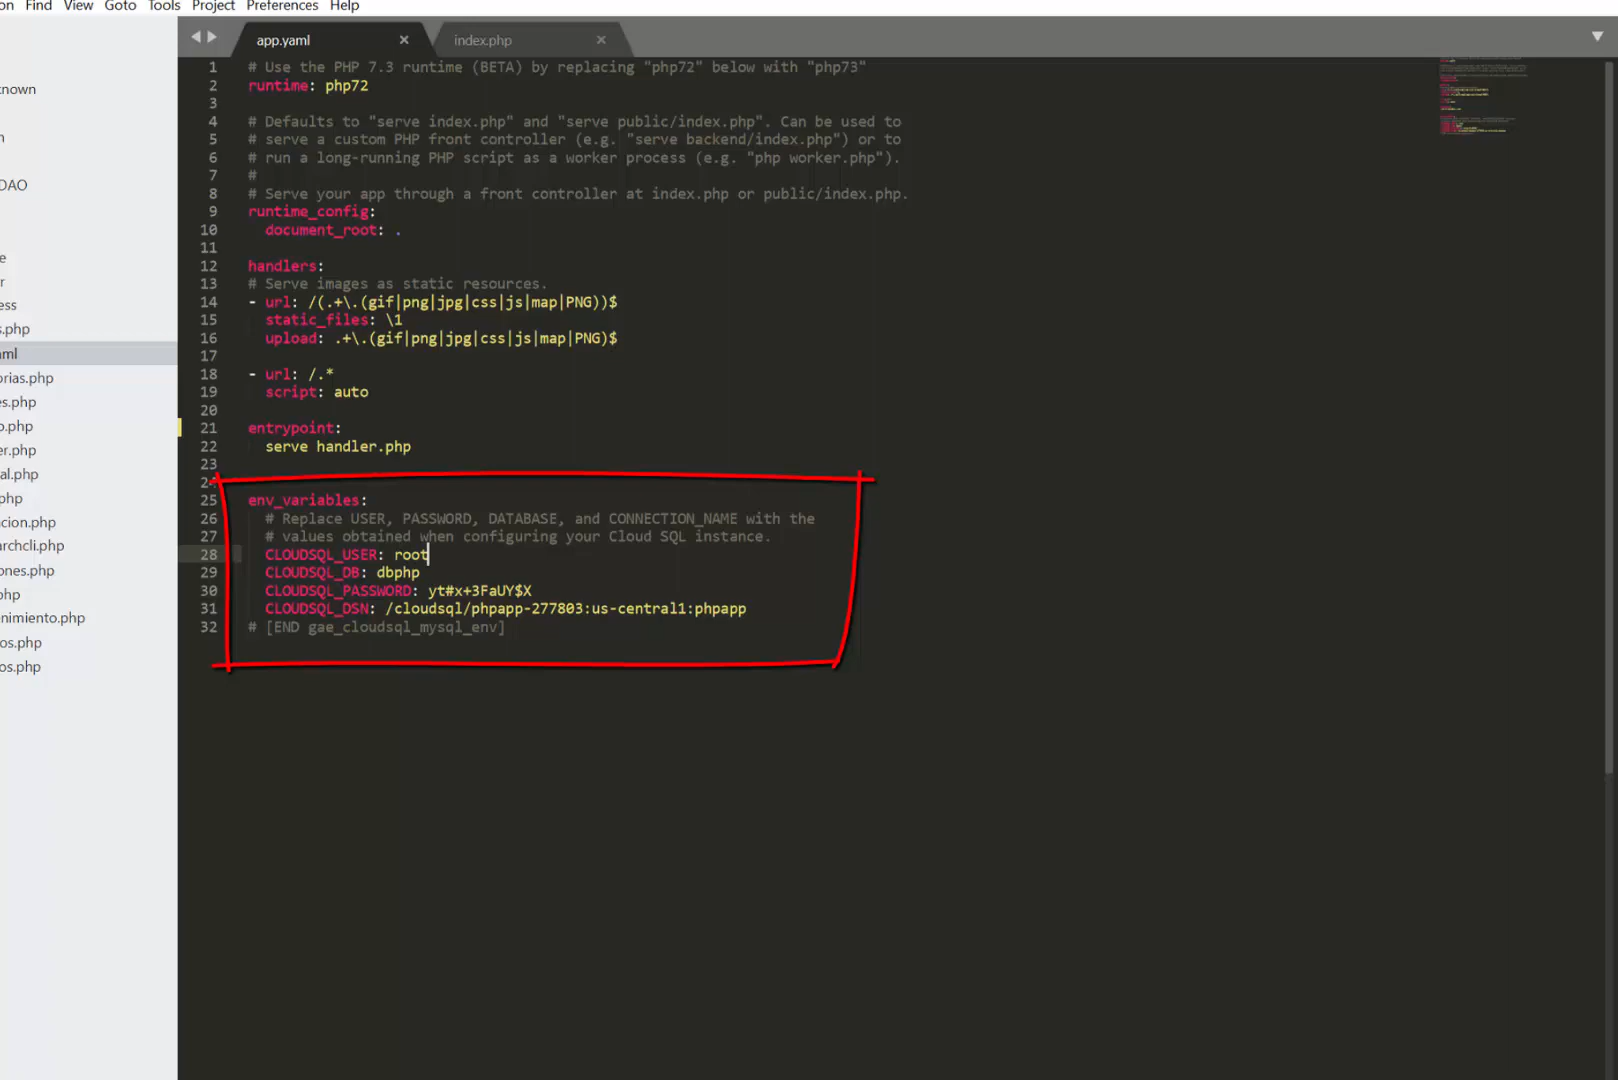 on Find View Goto Tools Project Preferences Help
app.yaml
index.php
nown
DAO
ess
s.php
aml
orias.php
es.php
o.php
er.php
al.php
php
cion.php
archcli.php
ones.php
hp
enimiento.php
os.php
os.php
1 # Use the PHP 7.3 runtime (BETA) by replacing "php72" below with "php73"
2 runtime: php72
3
4 # Defaults to "serve index.php" and "serve public/index.php". Can be used to
5 # serve a custom PHP front controller (e.g. "serve backend/index.php") or to
6 # run a long-running PHP script as a worker process (e.g. "php worker.php").
7 #
8 # Serve your app through a front controller at index.php or public/index.php.
9 runtime_config:
10 document_root: .
11
12 handlers:
13 # Serve images as static resources.
14 - url: /(.+\.(gif|png|jpg|css|js|map|PNG))$
15 static_files: \1
16 upload: .+\.(gif|png|jpg|css|js|map|PNG)$
17
18 - url: /.*
19 script: auto
20
21 entrypoint:
22 serve handler.php
23
24
25 env_variables:
26 # Replace USER, PASSWORD, DATABASE, and CONNECTION_NAME with the
27 # values obtained when configuring your Cloud SQL instance.
28 CLOUDSQL_USER: root
29 CLOUDSQL_DB: dbphp
30 CLOUDSQL_PASSWORD: yt#x+3FaUY$X
31 CLOUDSQL_DSN: /cloudsql/phpapp-277803:us-central1:phpapp
32 # [END gae_cloudsql_mysql_env]